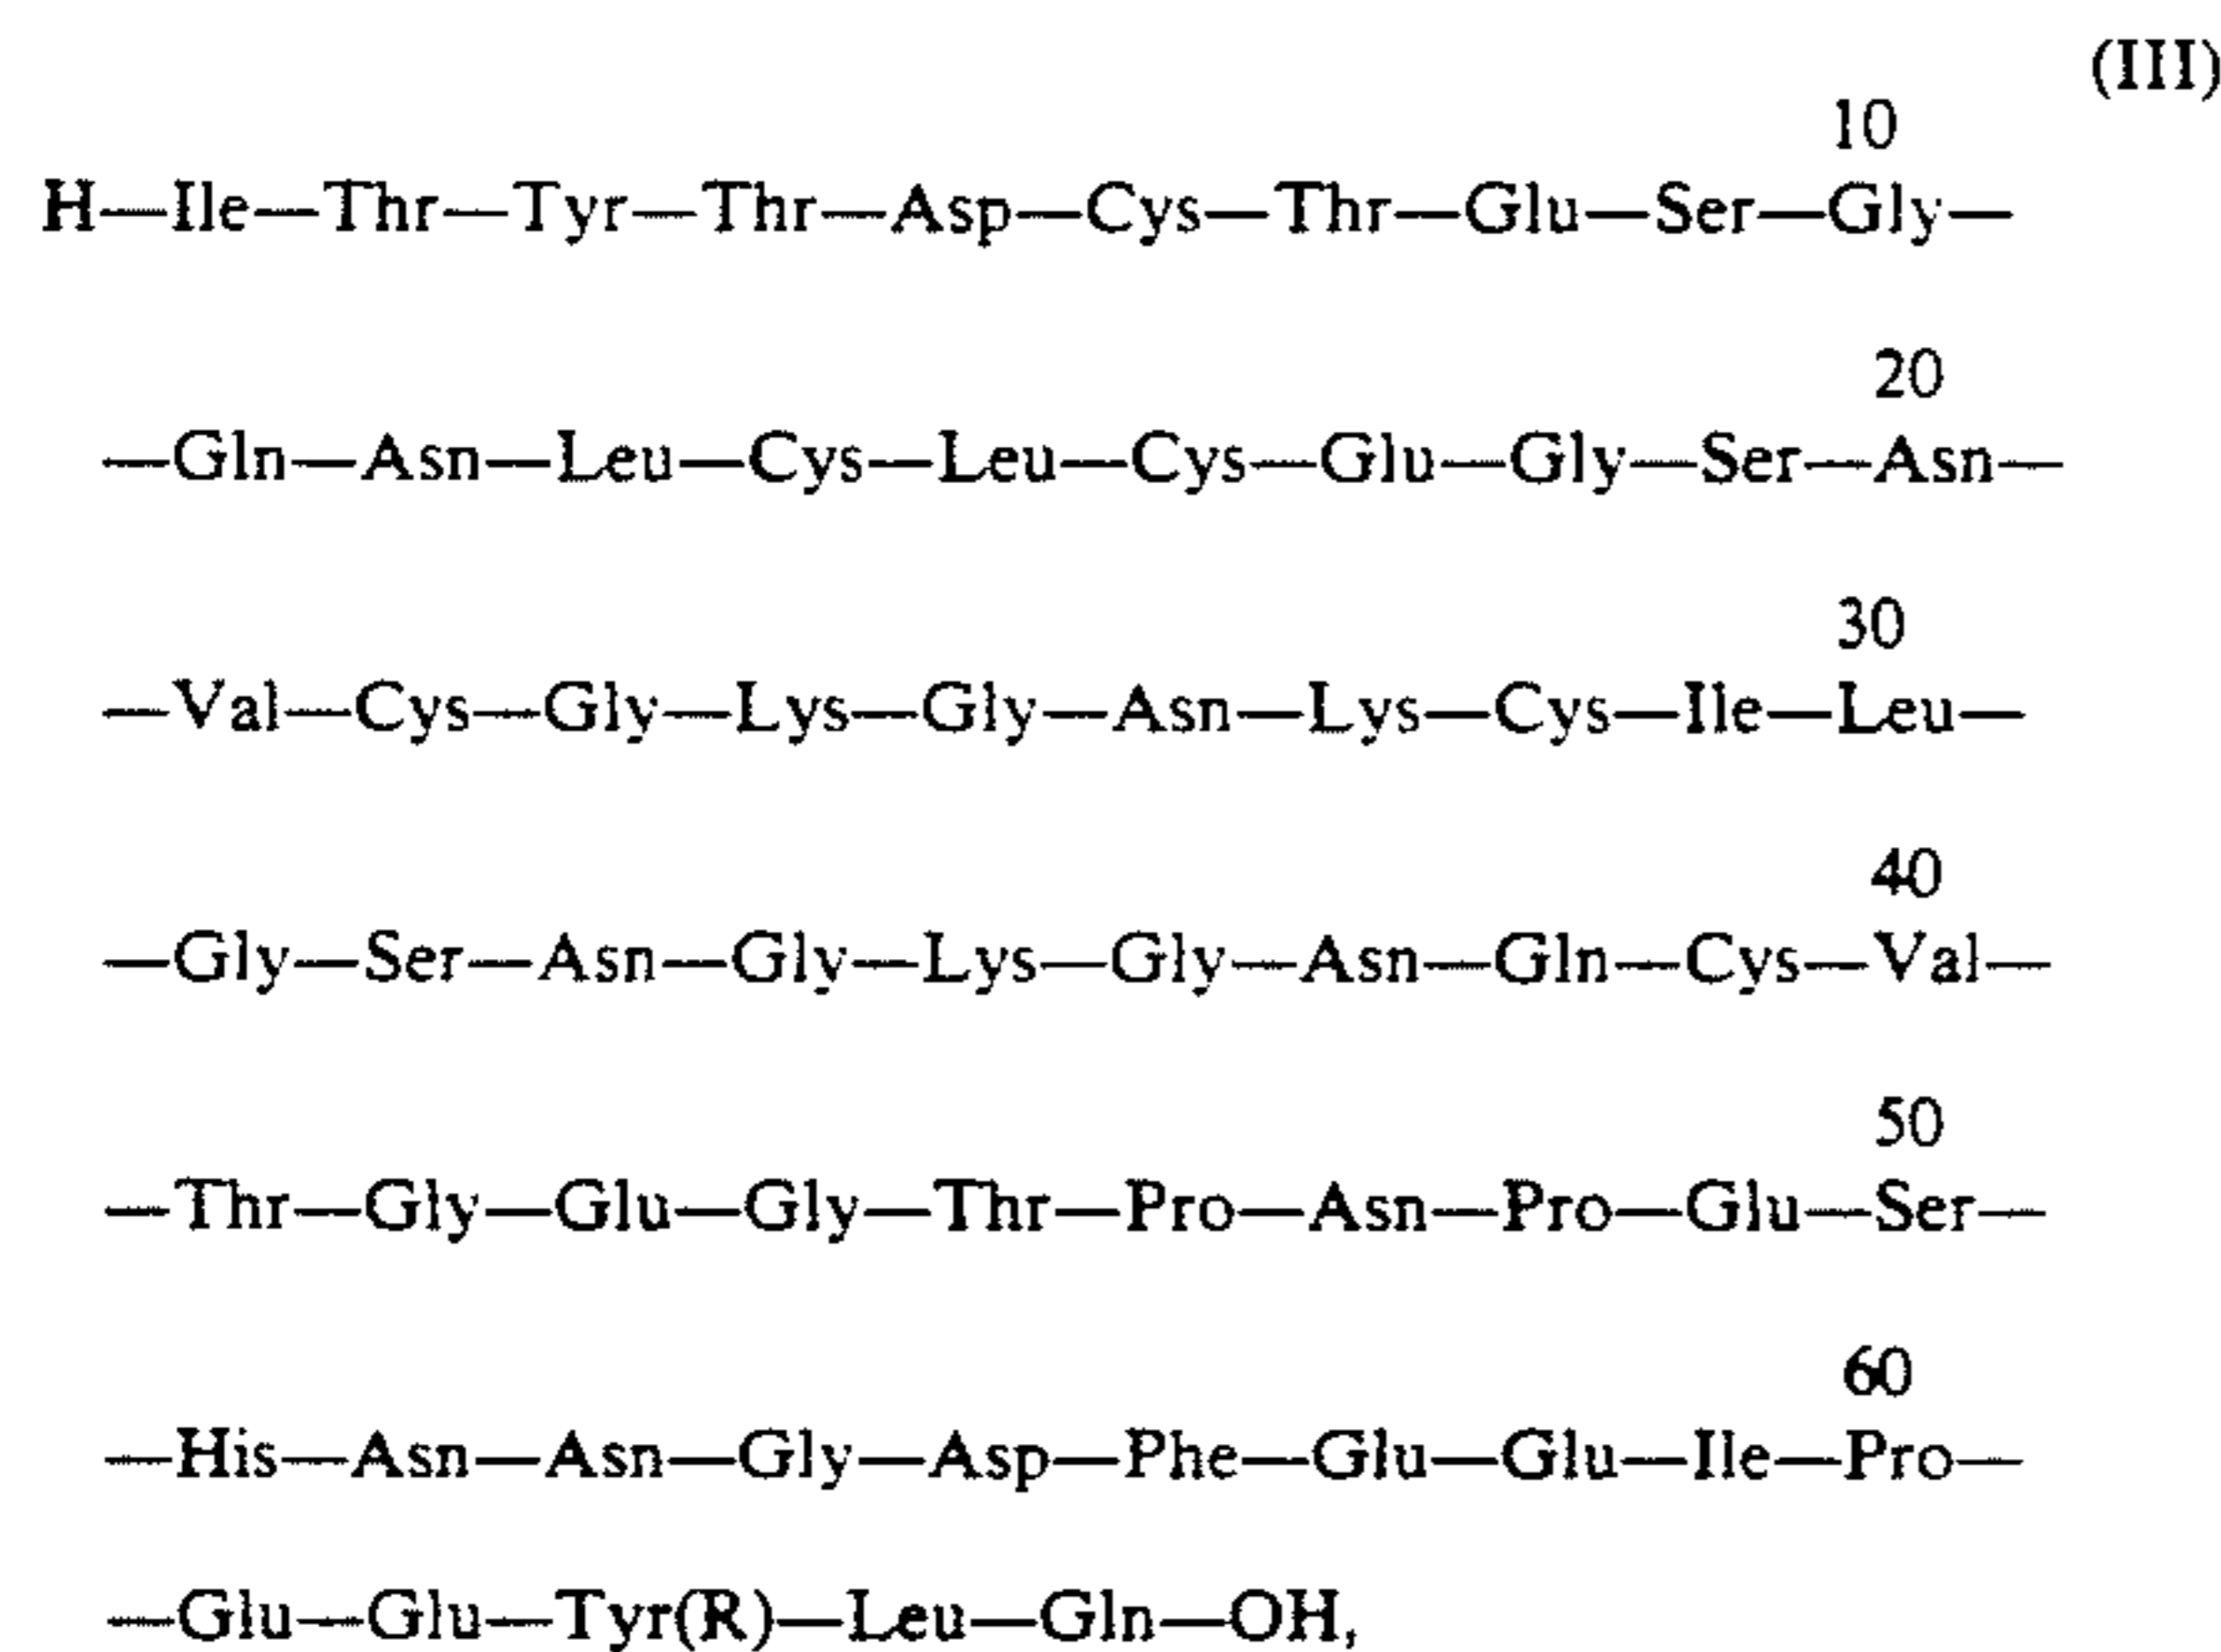 (III)
10
H—Ile—Thr—Tyr—Thr—Asp—Cys—Thr—Glu—Ser—Gly—
20
—Gln—Asn—Leu—Cys—Leu—Cys—Glu—Gly—Ser—Asn—
30
—Val—Cys—Gly—Lys—Gly—Asn—Lys—Cys—Ile—Leu—
40
—Gly—Ser—Asn—Gly—Lys—Gly—Asn—Gln—Cys—Val—
50
—Thr—Gly—Glu—Gly—Thr—Pro—Asn—Pro—Glu—Ser—
60
—His—Asn—Asn—Gly—Asp—Phe—Glu—Glu—Ile—Pro—
—Glu—Glu—Tyr(R)—Leu—Gln—OH,